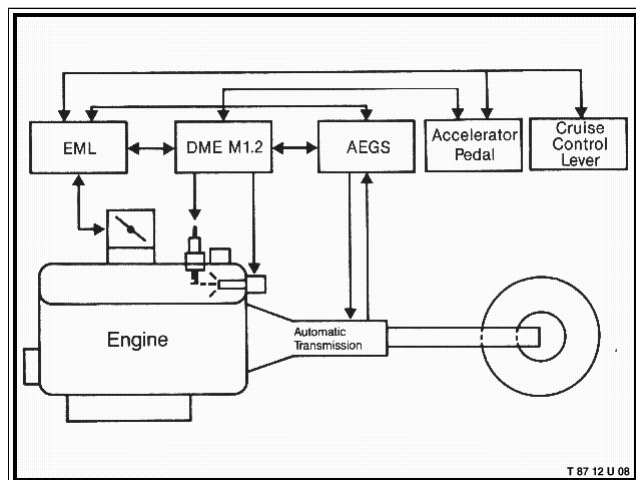 EML
DME M1.2
AEGS
Accelerator
Pedal
Cruise
Control
Lever
Engine
Automatic
Transmission
T 87 12 U 08